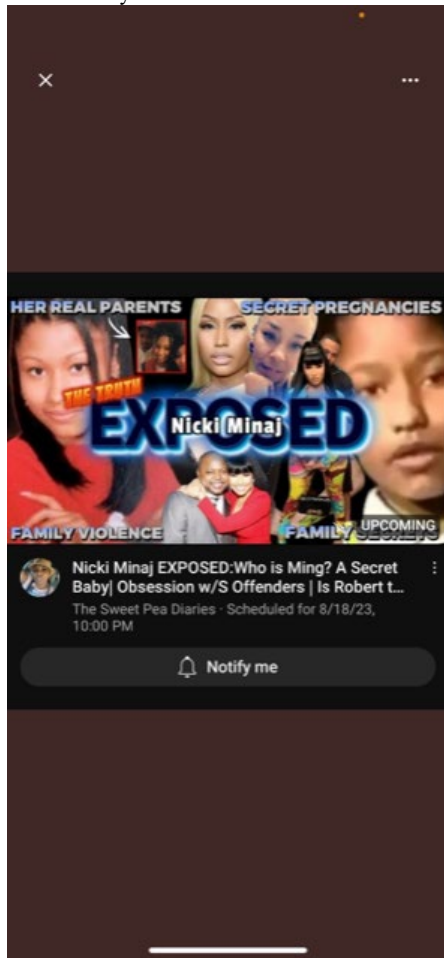 HER REAL PARENTS
SECRET PREGNANCIES
THE TRUTH
EXPOSED
Nicki Minaj
FAMILY VIOLENCE
FAMILY
UPCOMING
Nicki Minaj EXPOSED:Who is Ming? A Secret
Baby| Obsession w/S Offenders | Is Robert t...
The Sweet Pea Diaries · Scheduled for 8/18/23,
10:00 PM
Notify me